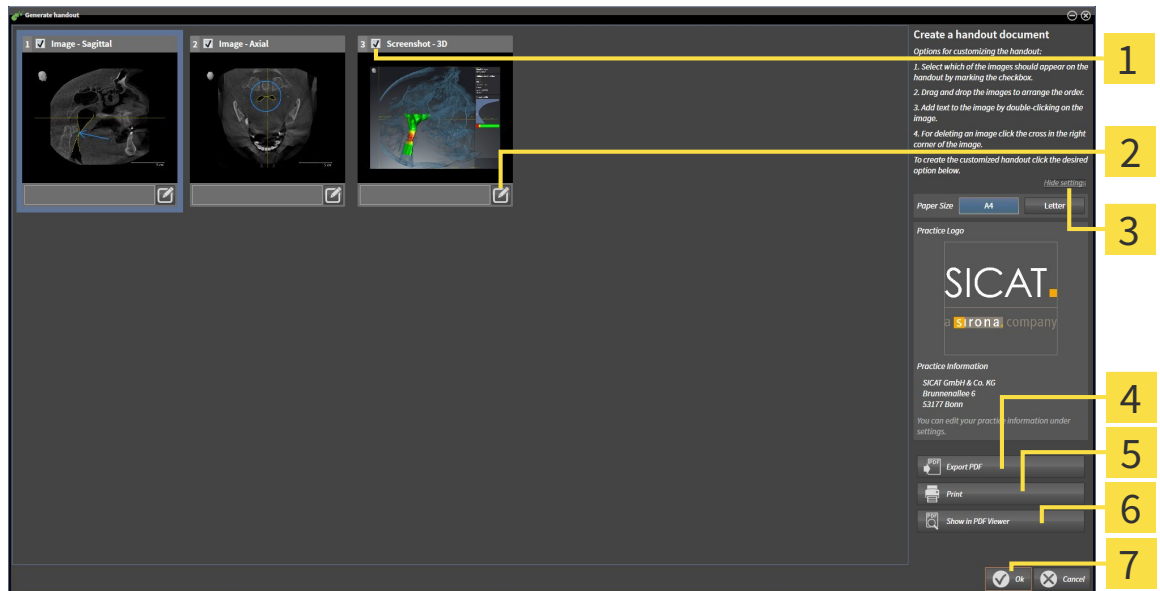 Generate handout
1 Image - Sagittal
2 Image - Axial
3 Screenshot - 3D
Create a handout document
Options for customizing the handout:
1. Select which of the images should appear on the
handout by marking the checkbox.
2. Drag and drop the images to arrange the order.
3. Add text to the image by double-clicking on the
image.
4. For deleting an image click the cross in the right
corner of the image.
To create the customized handout click the desired
option below.
Hide settings
Paper Size A4 Letter
Practice Logo
SICAT.
a sirona. company
Practice Information
SICAT GmbH & Co. KG
Brunnenallee 6
53177 Bonn
You can edit your practice information under
settings.
PDF Export PDF
Print
PDF Show in PDF Viewer
Ok Cancel
1
2
3
4
5
6
7